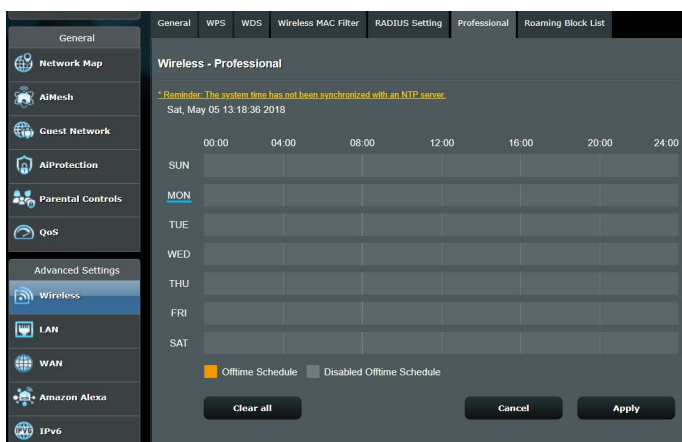 General
Network Map
AiMesh
Guest Network
AiProtection
Parental Controls
QoS
Advanced Settings
Wireless
LAN
WAN
Amazon Alexa
IPv6
General WPS WDS Wireless MAC Filter RADIUS Setting Professional Roaming Block List
Wireless - Professional
* Reminder: The system time has not been synchronized with an NTP server.
Sat, May 05 13:18:36 2018
00:00 04:00 08:00 12:00 16:00 20:00 24:00
SUN
MON
TUE
WED
THU
FRI
SAT
Offtime Schedule Disabled Offtime Schedule
Clear all Cancel Apply